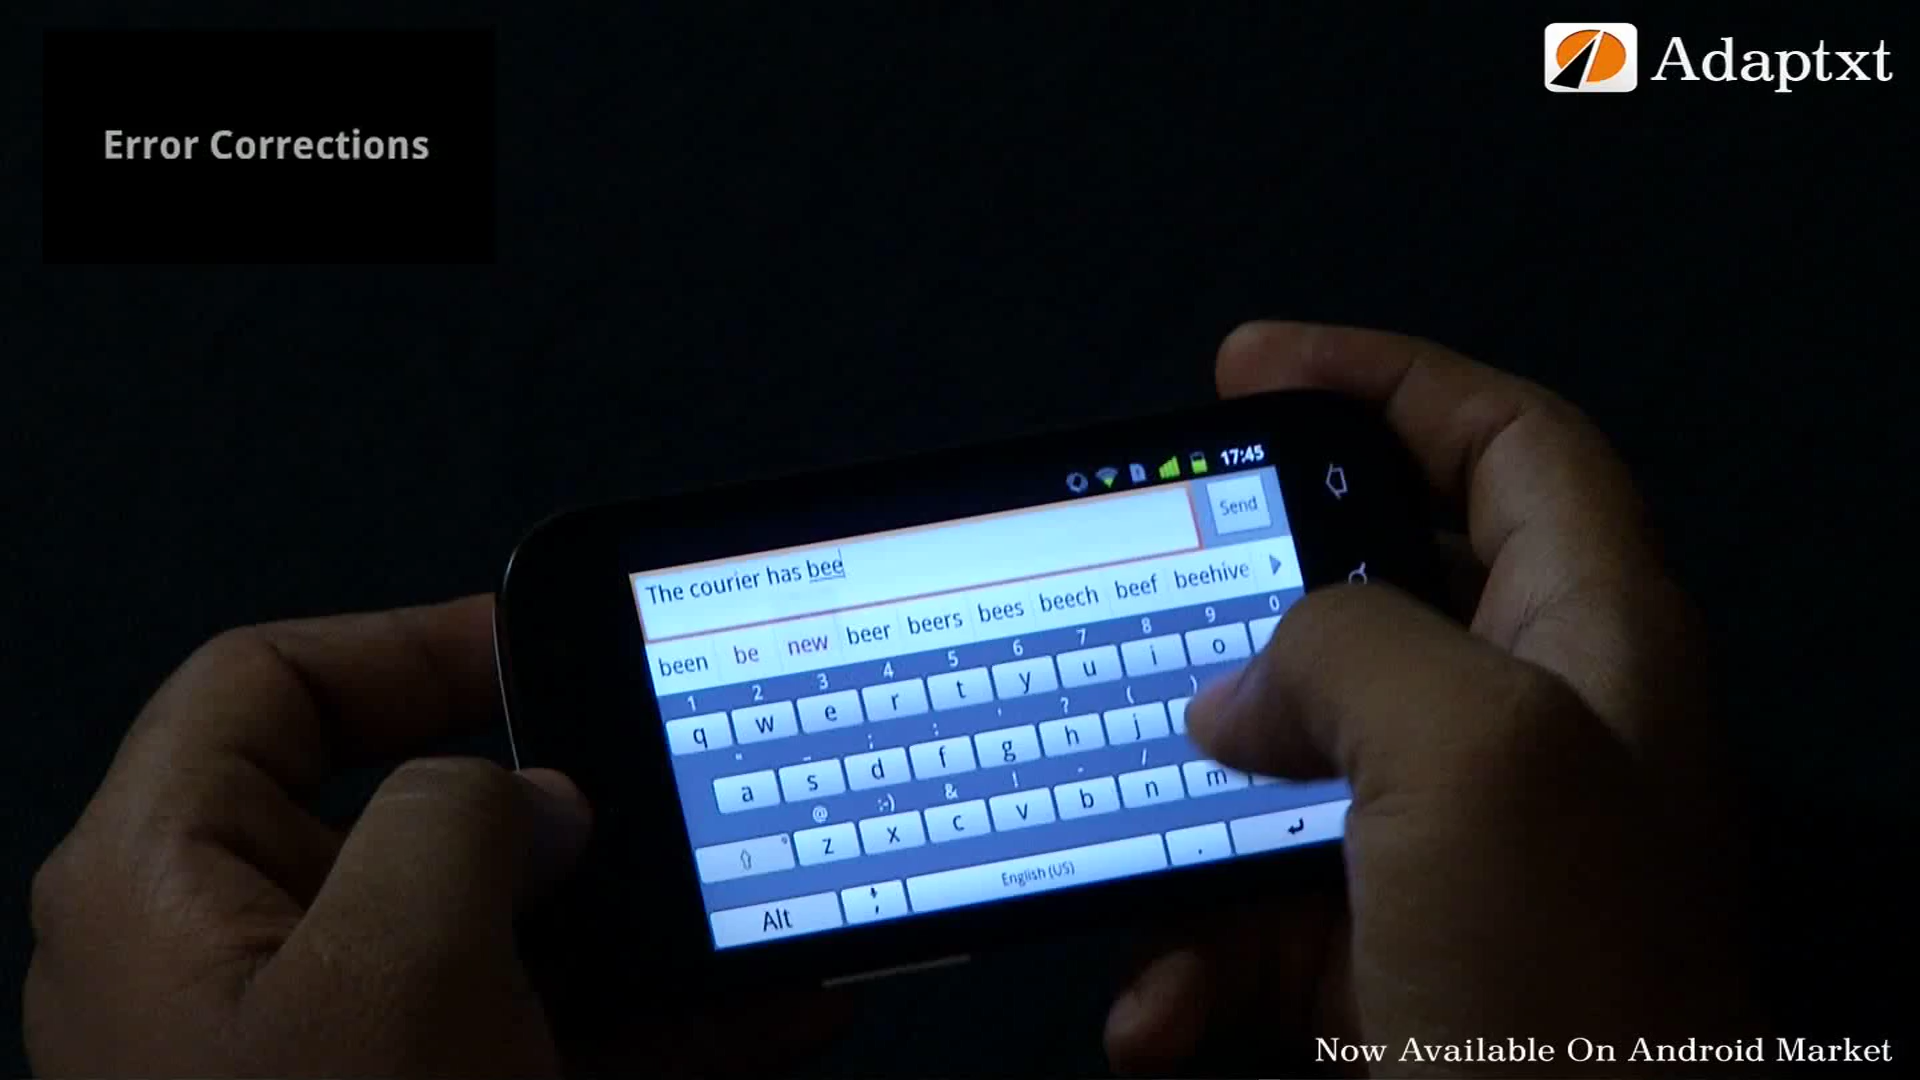 Adaptxt
Error Corrections
17:45
The courier has bee
Send
been be new beer beers bees beech beef beehive
1 2 3 4 5 6 7 8 9 0
q w e r t y u i o
" _ : ; , ? ( )
a s d f g h j
@ :-) & ! - /
z x c v b n m
Alt , English (US) .
Now Available On Android Market